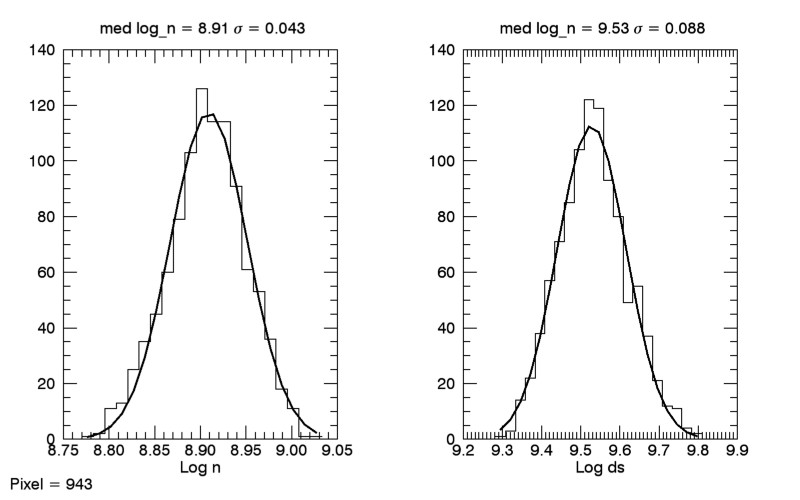 med log_n = 8.91 σ = 0.043
med log_n = 9.53 σ = 0.088
140
120
100
80
60
40
20
0
8.75 8.80 8.85 8.90 8.95 9.00 9.05
Log n
140
120
100
80
60
40
20
0
9.2 9.3 9.4 9.5 9.6 9.7 9.8 9.9
Log ds
Pixel = 943